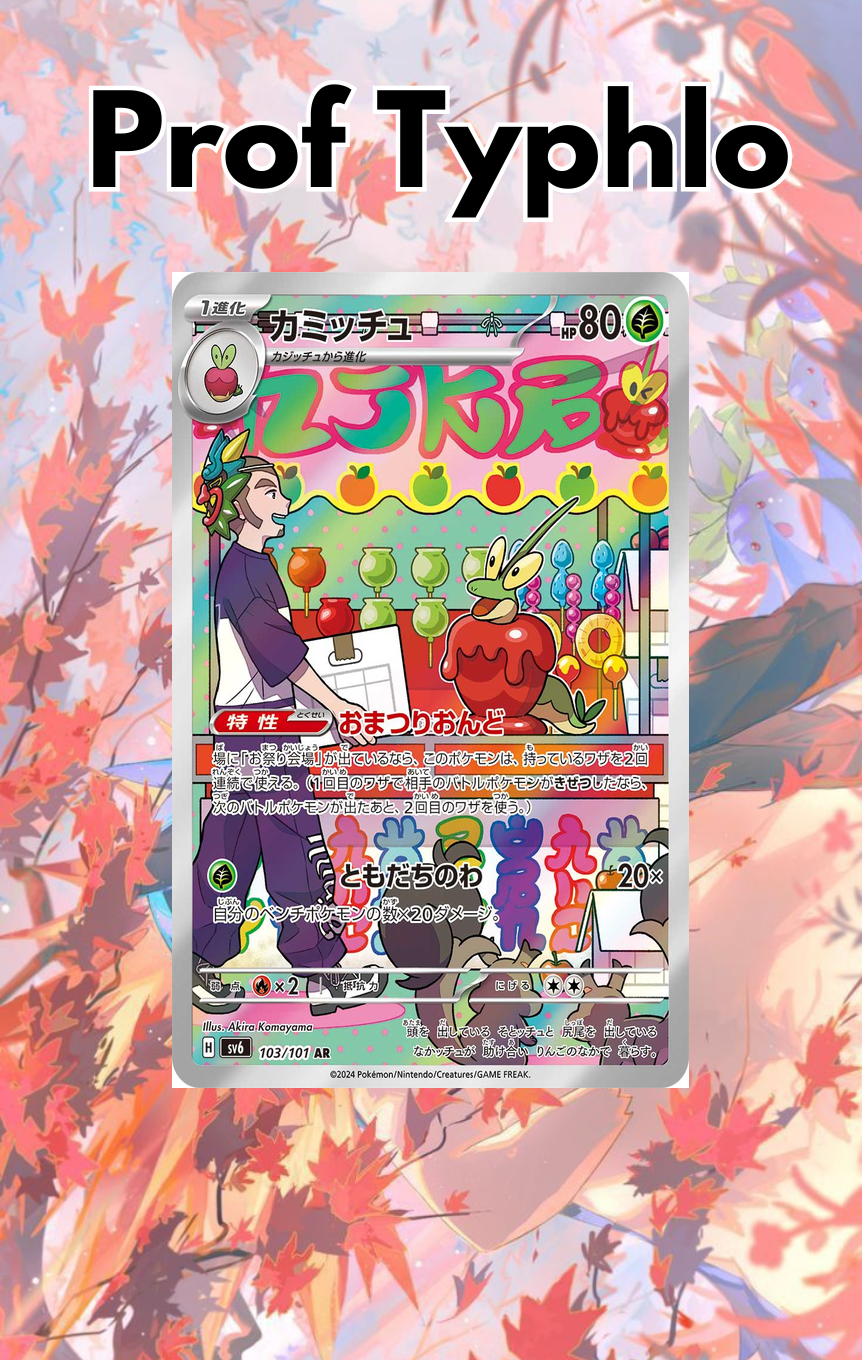 Prof Typhlo
1進化
カミッチュ
HP80
カジッチュから進化
特性
とくせい
おまつりおんど
場に「お祭り会場」が出ているなら、このポケモンは、持っているワザを2回
連続で使える。（1回目のワザで相手のバトルポケモンがきぜつしたなら、
次のバトルポケモンが出たあと、2回目のワザを使う。）
ともだちのわ 20×
自分のベンチポケモンの数×20ダメージ。
弱点 ×2 抵抗力 にげる
Illus. Akira Komayama
頭を 出している そとッチュと 尻尾を 出している
なかッチュが 助け合い りんごのなかで 暮らす。
H SV6 103/101 AR
©2024 Pokémon/Nintendo/Creatures/GAME FREAK.